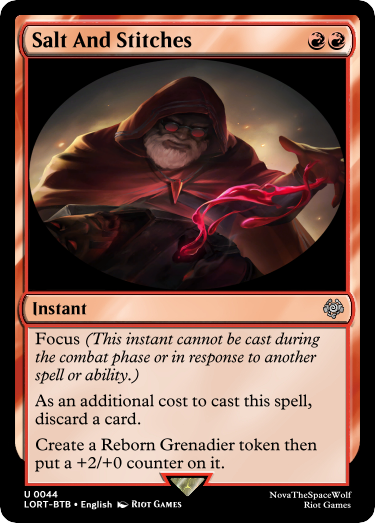 Salt And Stitches
Instant
Focus (This instant cannot be cast during
the combat phase or in response to another
spell or ability.)
As an additional cost to cast this spell,
discard a card.
Create a Reborn Grenadier token then
put a +2/+0 counter on it.
U 0044
LORT-BTB • English RIOT GAMES
NovaTheSpaceWolf
Riot Games